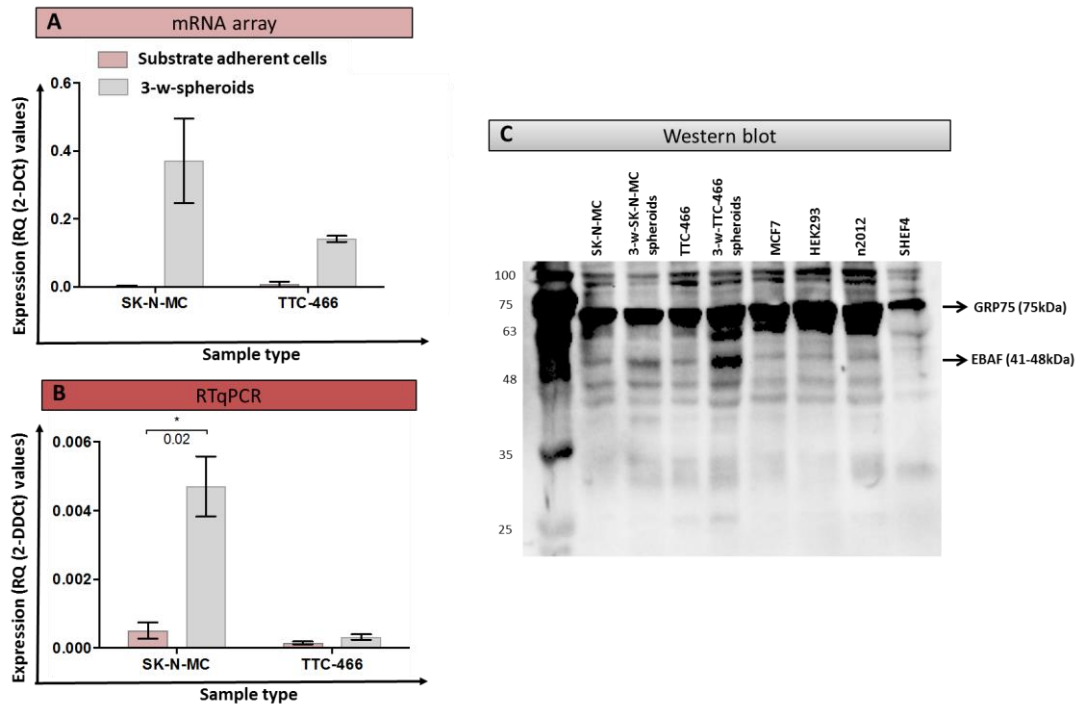 A mRNA array
Substrate adherent cells
3-w-spheroids
Expression (RQ (2-DCt) values)
0.6
0.4
0.2
0.0
SK-N-MC TTC-466
Sample type
B RTqPCR
*
0.02
Expression (RQ (2-DDCt) values)
0.006
0.004
0.002
0.000
SK-N-MC TTC-466
Sample type
C Western blot
SK-N-MC
3-w-SK-N-MC
spheroids
TTC-466
3-w-TTC-466
spheroids
MCF7
HEK293
n2012
SHEF4
100
75
63
48
35
25
GRP75 (75kDa)
EBAF (41-48kDa)